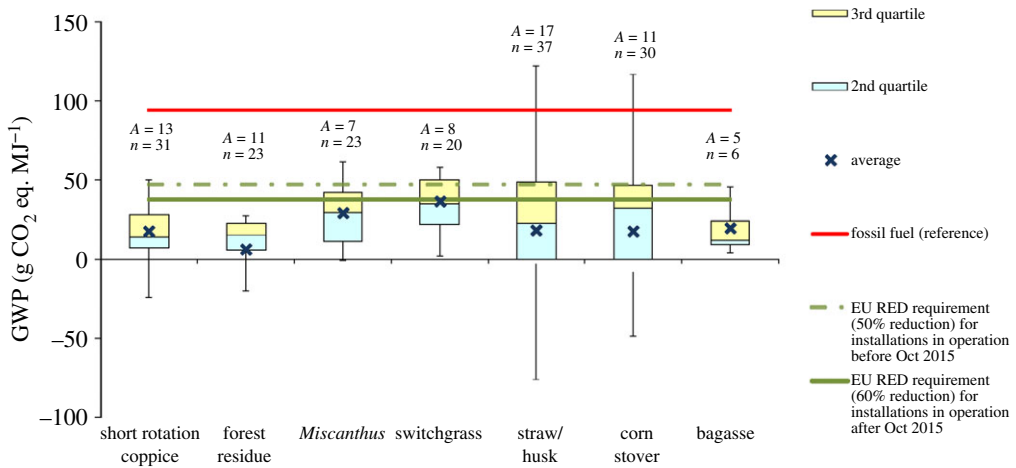 GWP (g CO₂ eq. MJ⁻¹)
150
100
50
0
−50
−100
A = 13
n = 31
A = 11
n = 23
A = 7
n = 23
A = 8
n = 20
A = 17
n = 37
A = 11
n = 30
A = 5
n = 6
short rotation
coppice
forest
residue
Miscanthus
switchgrass
straw/
husk
corn
stover
bagasse
3rd quartile
2nd quartile
average
fossil fuel (reference)
EU RED requirement
(50% reduction) for
installations in operation
before Oct 2015
EU RED requirement
(60% reduction) for
installations in operation
after Oct 2015